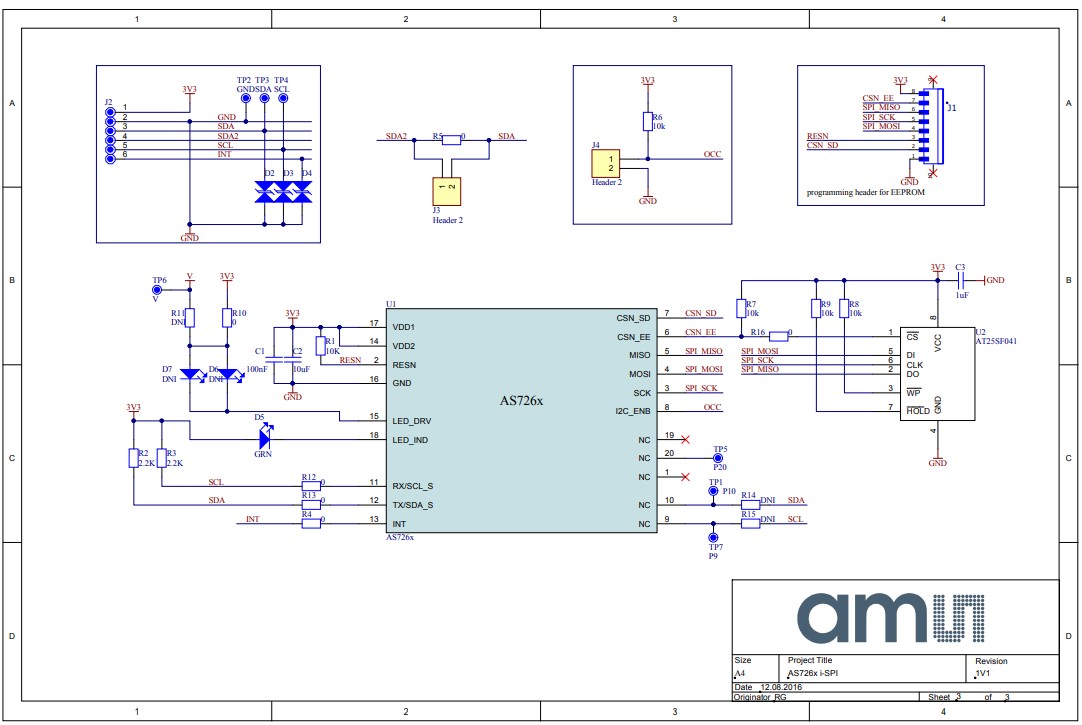 1 2 3 4
A A
B B
C C
D D
J2
1
2
3
4
5
6
3V3
TP2 TP3 TP4
GND SDA SCL
GND
SDA
SDA2
SCL
INT
D2 D3 D4
GND
SDA2 R5 0 SDA
1 2
J3
Header 2
3V3
R6
10k
J4
1
2
OCC
Header 2
GND
3V3
J1
CSN_EE
SPI_MISO
SPI_SCK
SPI_MOSI
RESN
CSN_SD
8
7
6
5
4
3
2
1
GND
programming header for EEPROM
TP6
V
V
3V3
R11
DNI
R10
0
D7
DNI
D6
DNI
3V3
C1
100nF
C2
10uF
R1
10K
RESN
GND
3V3
R2
2.2K
R3
2.2K
D5
GRN
SCL R12 0
SDA R13 0
INT R4 0
U1
AS726x
17 VDD1
14 VDD2
2 RESN
16 GND
15 LED_DRV
18 LED_IND
11 RX/SCL_S
12 TX/SDA_S
13 INT
AS726x
CSN_SD 7 CSN_SD
CSN_EE 6 CSN_EE
MISO 5 SPI_MISO
MOSI 4 SPI_MOSI
SCK 3 SPI_SCK
I2C_ENB 8 OCC
NC 19
NC 20
NC 1
NC 10
NC 9
TP5
P20
TP1
P10
TP7
P9
R14 DNI SDA
R15 DNI SCL
R7
10k
R9
10k
R8
10k
R16 0
3V3
C3
1uF
GND
SPI_MOSI
SPI_SCK
SPI_MISO
U2
AT25SF041
8 VCC
1 CS
5 DI
6 CLK
2 DO
3 WP
7 HOLD
4 GND
GND
am
Size
A4
Project Title
AS726x i-SPI
Revision
1V1
Date 12.08.2016
Originator RG
Sheet 3 of 3
1 2 3 4